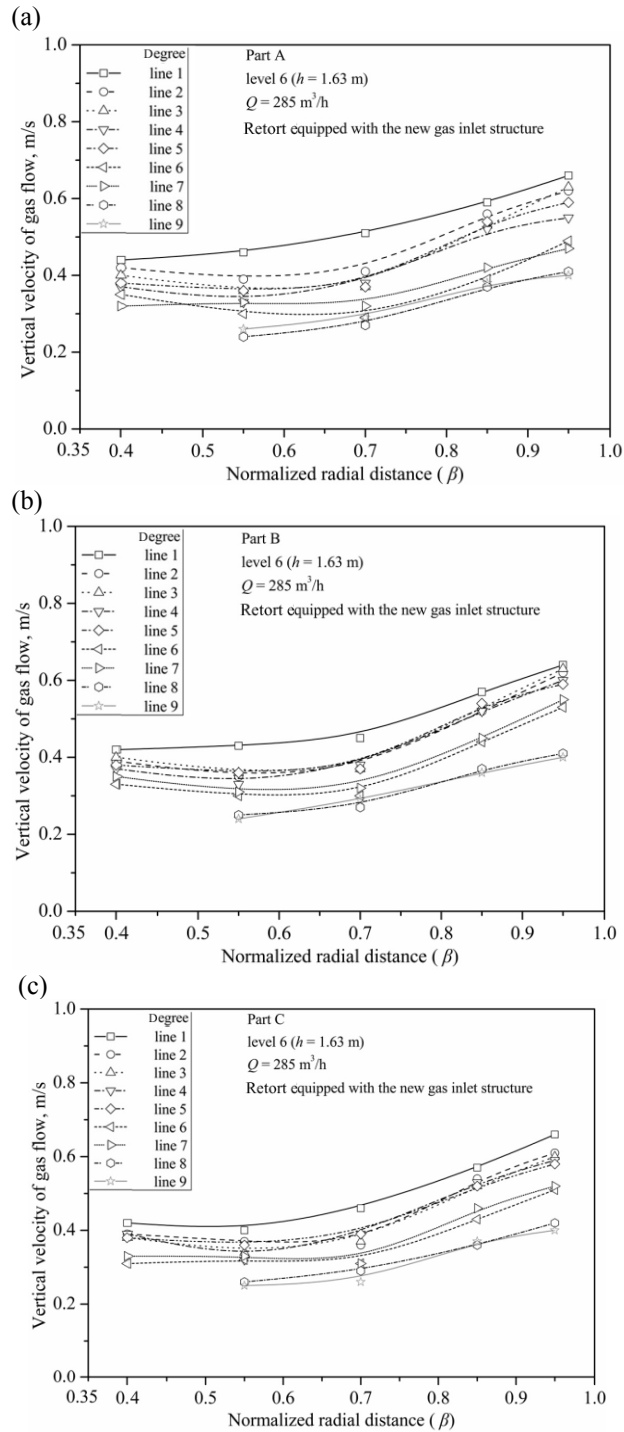 (a)
Degree
line 1
line 2
line 3
line 4
line 5
line 6
line 7
line 8
line 9
Part A
level 6 (h = 1.63 m)
Q = 285 m³/h
Retort equipped with the new gas inlet structure
Vertical velocity of gas flow, m/s
1.0
0.8
0.6
0.4
0.2
0.0
0.35
0.4
0.5
0.6
0.7
0.8
0.9
1.0
Normalized radial distance (β)
(b)
Degree
line 1
line 2
line 3
line 4
line 5
line 6
line 7
line 8
line 9
Part B
level 6 (h = 1.63 m)
Q = 285 m³/h
Retort equipped with the new gas inlet structure
Vertical velocity of gas flow, m/s
1.0
0.8
0.6
0.4
0.2
0.0
0.35
0.4
0.5
0.6
0.7
0.8
0.9
1.0
Normalized radial distance (β)
(c)
Degree
line 1
line 2
line 3
line 4
line 5
line 6
line 7
line 8
line 9
Part C
level 6 (h = 1.63 m)
Q = 285 m³/h
Retort equipped with the new gas inlet structure
Vertical velocity of gas flow, m/s
1.0
0.8
0.6
0.4
0.2
0.0
0.35
0.4
0.5
0.6
0.7
0.8
0.9
1.0
Normalized radial distance (β)